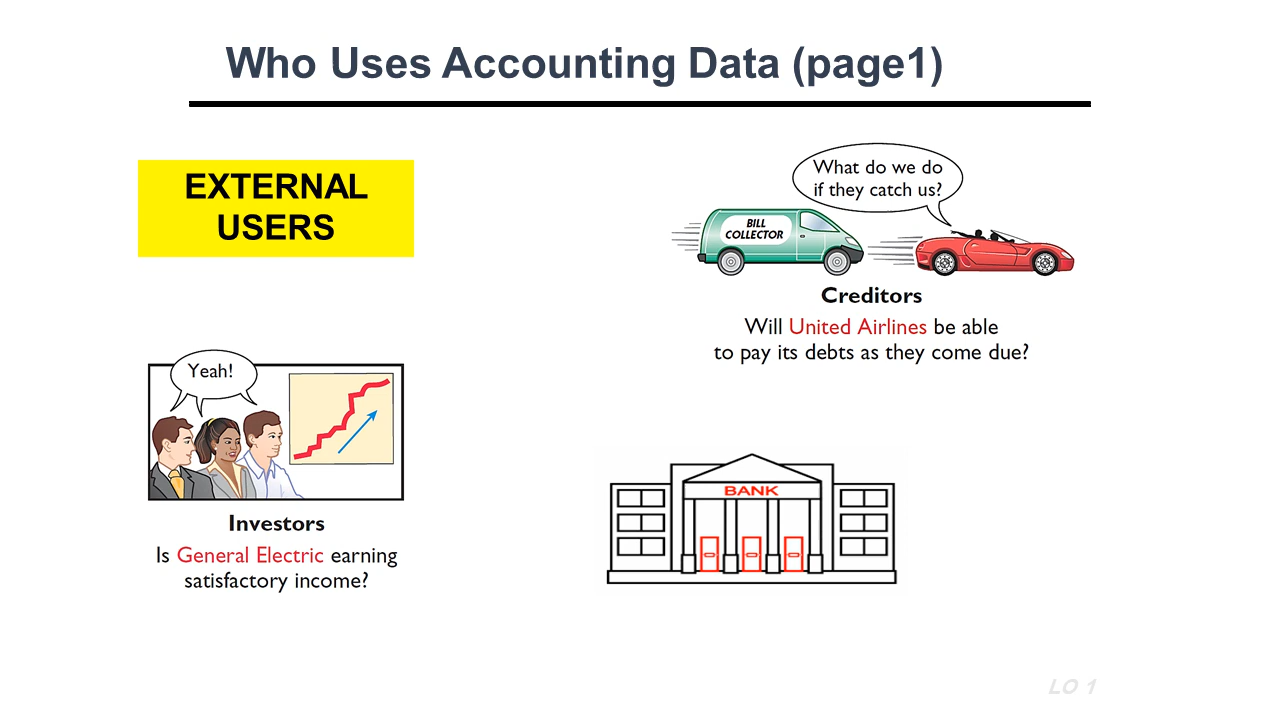 Who Uses Accounting Data (page1)
EXTERNAL
USERS
What do we do
if they catch us?
BILL
COLLECTOR
Creditors
Will United Airlines be able
to pay its debts as they come due?
Yeah!
Investors
Is General Electric earning
satisfactory income?
BANK
LO 1